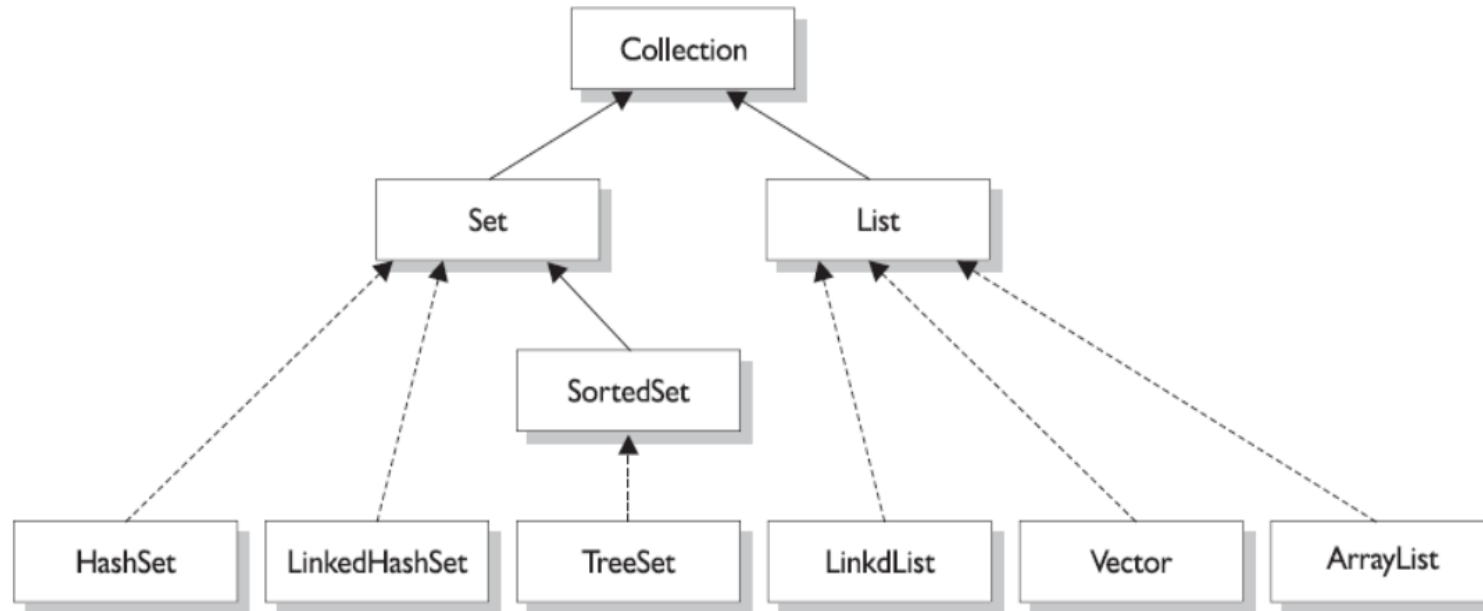 Collection
Set
List
SortedSet
HashSet
LinkedHashSet
TreeSet
LinkdList
Vector
ArrayList